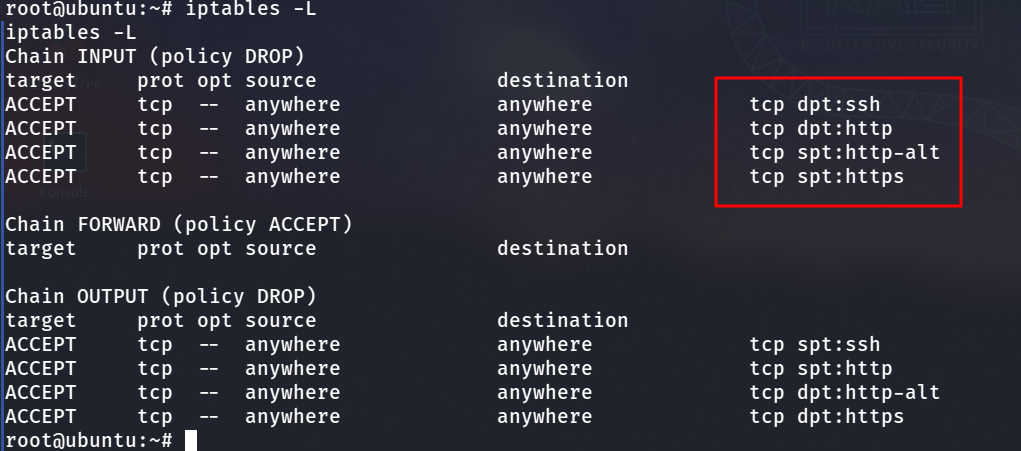 root@ubuntu:~# iptables -L
iptables -L
Chain INPUT (policy DROP)
target     prot opt source               destination
ACCEPT     tcp  --  anywhere             anywhere             tcp dpt:ssh
ACCEPT     tcp  --  anywhere             anywhere             tcp dpt:http
ACCEPT     tcp  --  anywhere             anywhere             tcp spt:http-alt
ACCEPT     tcp  --  anywhere             anywhere             tcp spt:https

Chain FORWARD (policy ACCEPT)
target     prot opt source               destination

Chain OUTPUT (policy DROP)
target     prot opt source               destination
ACCEPT     tcp  --  anywhere             anywhere             tcp spt:ssh
ACCEPT     tcp  --  anywhere             anywhere             tcp spt:http
ACCEPT     tcp  --  anywhere             anywhere             tcp dpt:http-alt
ACCEPT     tcp  --  anywhere             anywhere             tcp dpt:https
root@ubuntu:~#
BY OFFENSIVE SECURITY
Konsole